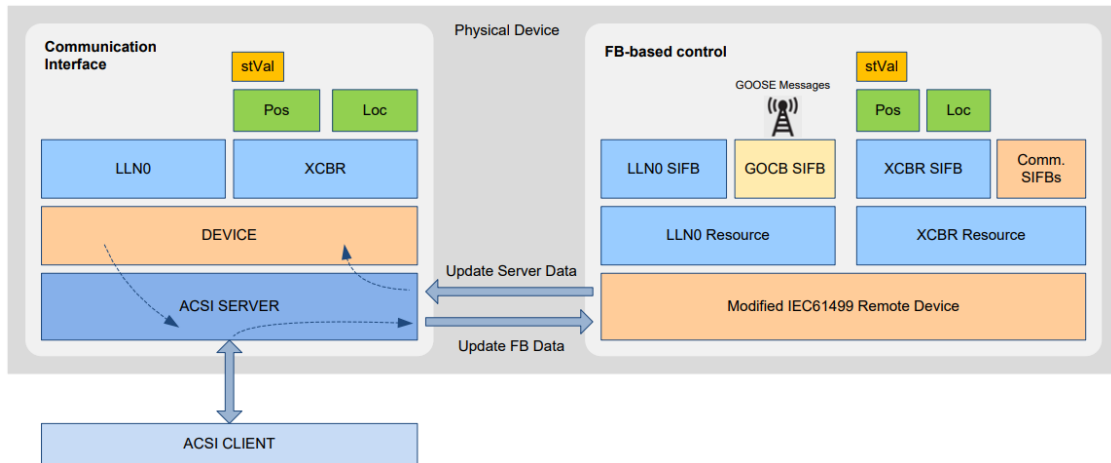 Physical Device
Communication
Interface
stVal
Pos
Loc
LLN0
XCBR
DEVICE
ACSI SERVER
Update Server Data
Update FB Data
FB-based control
GOOSE Messages
stVal
Pos
Loc
LLN0 SIFB
GOCB SIFB
XCBR SIFB
Comm.
SIFBs
LLN0 Resource
XCBR Resource
Modified IEC61499 Remote Device
ACSI CLIENT